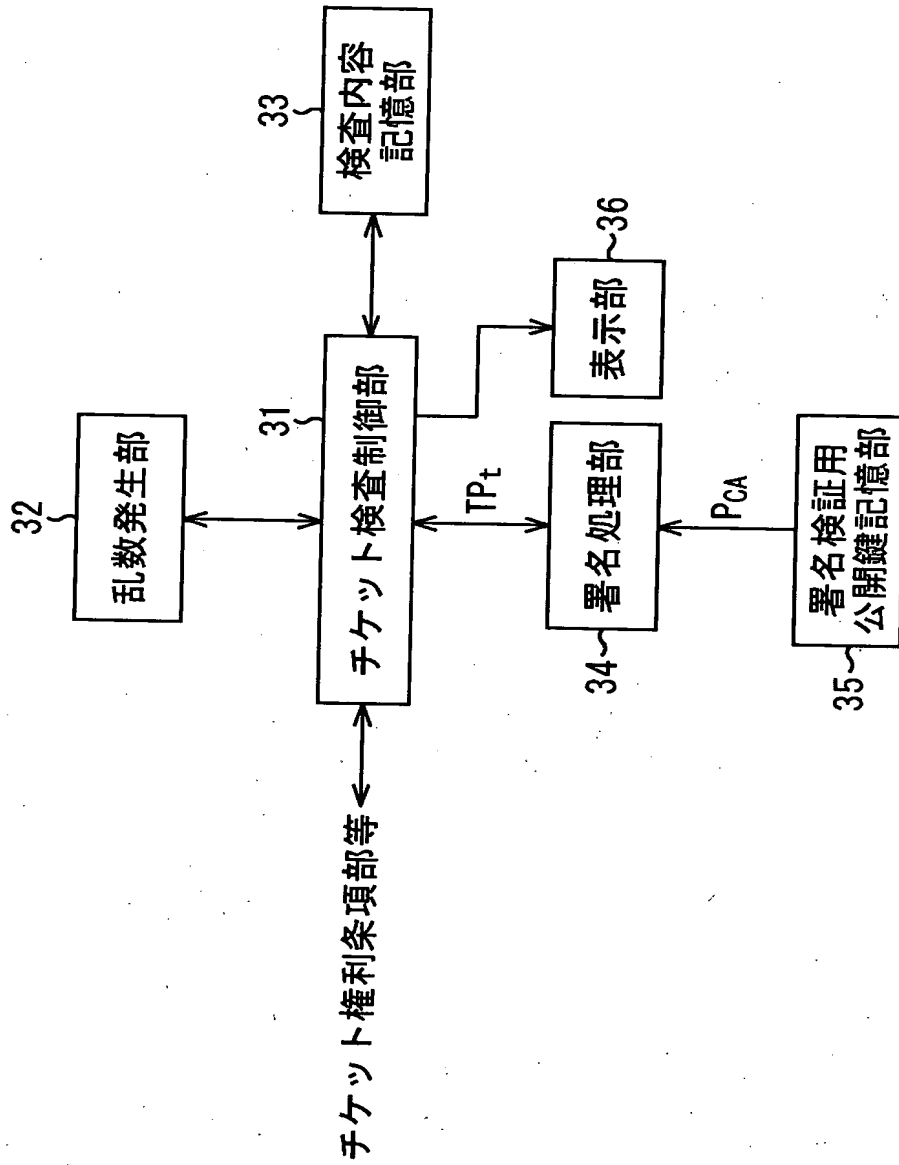 32
乱数発生部
33
検査内容
記憶部
31
チケット検査制御部
チケット権利条項部等
36
表示部
TPt
署名処理部
34
PCA
署名検証用
公開鍵記憶部
35